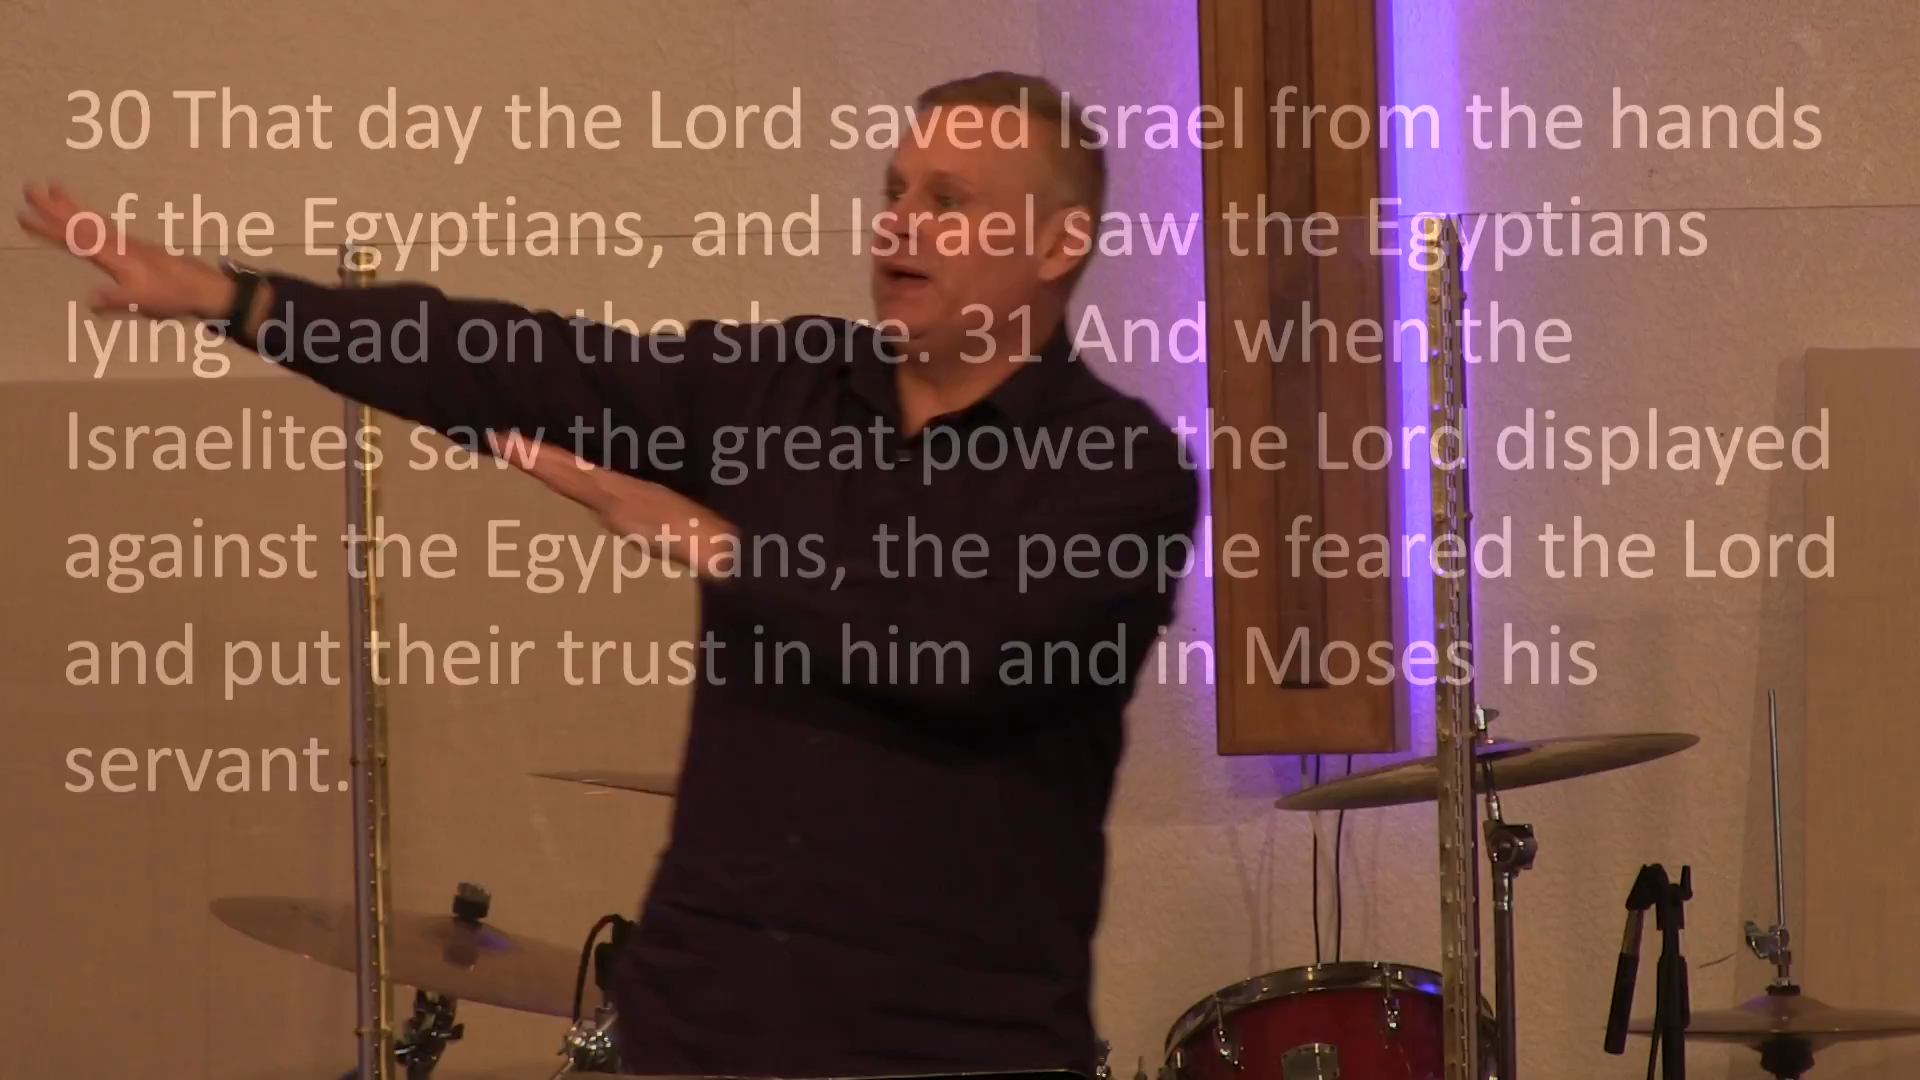 30 That day the Lord saved Israel from the hands
of the Egyptians, and Israel saw the Egyptians
lying dead on the shore. 31 And when the
Israelites saw the great power the Lord displayed
against the Egyptians, the people feared the Lord
and put their trust in him and in Moses his
servant.